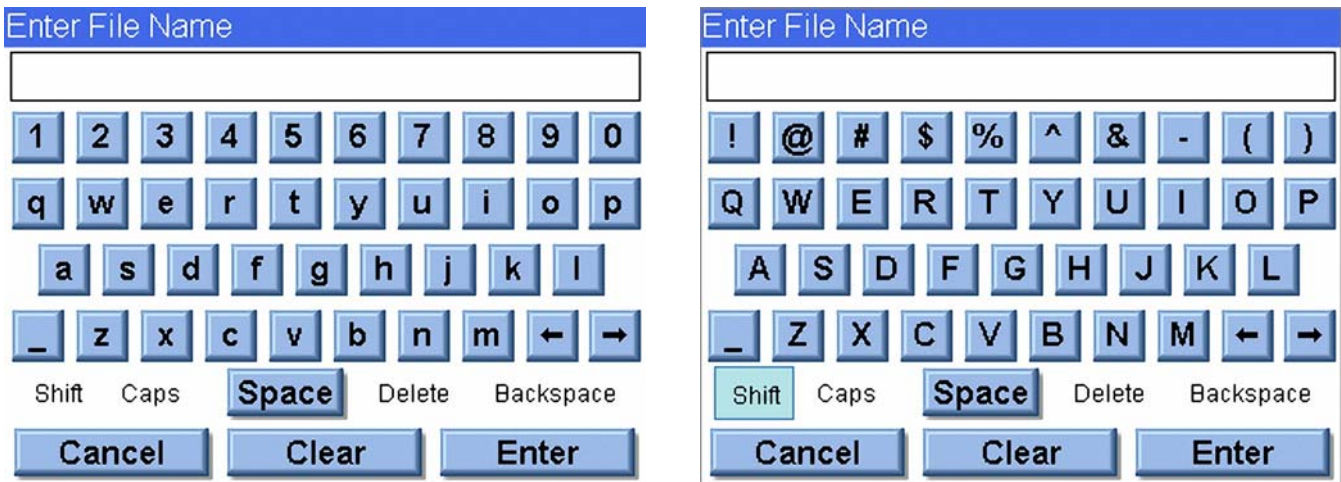 Enter File Name
1 2 3 4 5 6 7 8 9 0
q w e r t y u i o p
a s d f g h j k l
_ z x c v b n m ← →
Shift Caps Space Delete Backspace
Cancel Clear Enter
Enter File Name
! @ # $ % ^ & - ( )
Q W E R T Y U I O P
A S D F G H J K L
_ Z X C V B N M ← →
Shift Caps Space Delete Backspace
Cancel Clear Enter